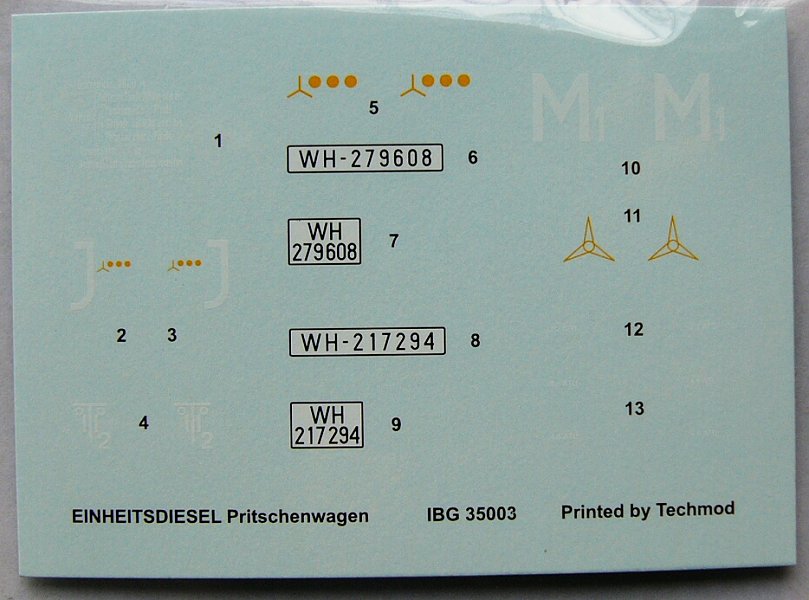 1
5
WH-279608
6
10
11
WH
279608
7
J
J
2
3
WH-217294
8
12
4
WH
217294
9
13
EINHEITSDIESEL Pritschenwagen
IBG 35003
Printed by Techmod